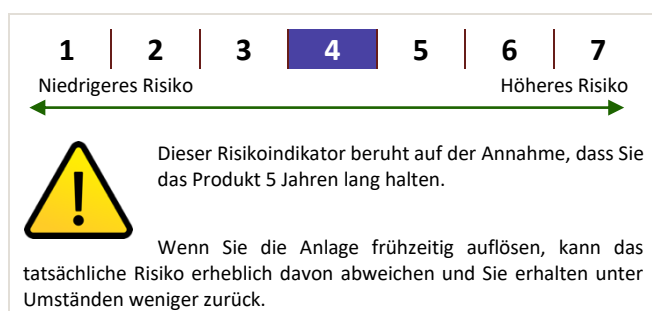 1 2 3 4 5 6 7
Niedrigeres Risiko Höheres Risiko
Dieser Risikoindikator beruht auf der Annahme, dass Sie
das Produkt 5 Jahren lang halten.
Wenn Sie die Anlage frühzeitig auflösen, kann das
tatsächliche Risiko erheblich davon abweichen und Sie erhalten unter
Umständen weniger zurück.